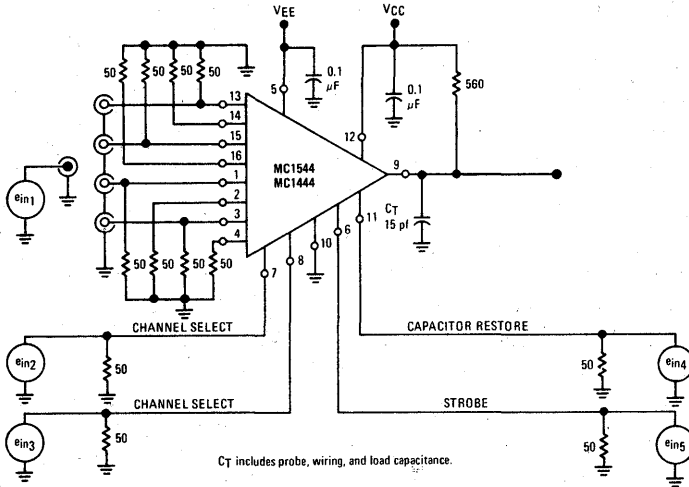 VEE
VCC
0.1
μF
0.1
μF
560
50
50
50
50
5
12
13
14
15
16
1
2
3
4
MC1544
MC1444
9
11
CT
15 pf
10
6
7
8
50
50
50
50
ein1
CHANNEL SELECT
CAPACITOR RESTORE
ein2
50
50
ein4
CHANNEL SELECT
STROBE
ein3
50
50
ein5
CT includes probe, wiring, and load capacitance.